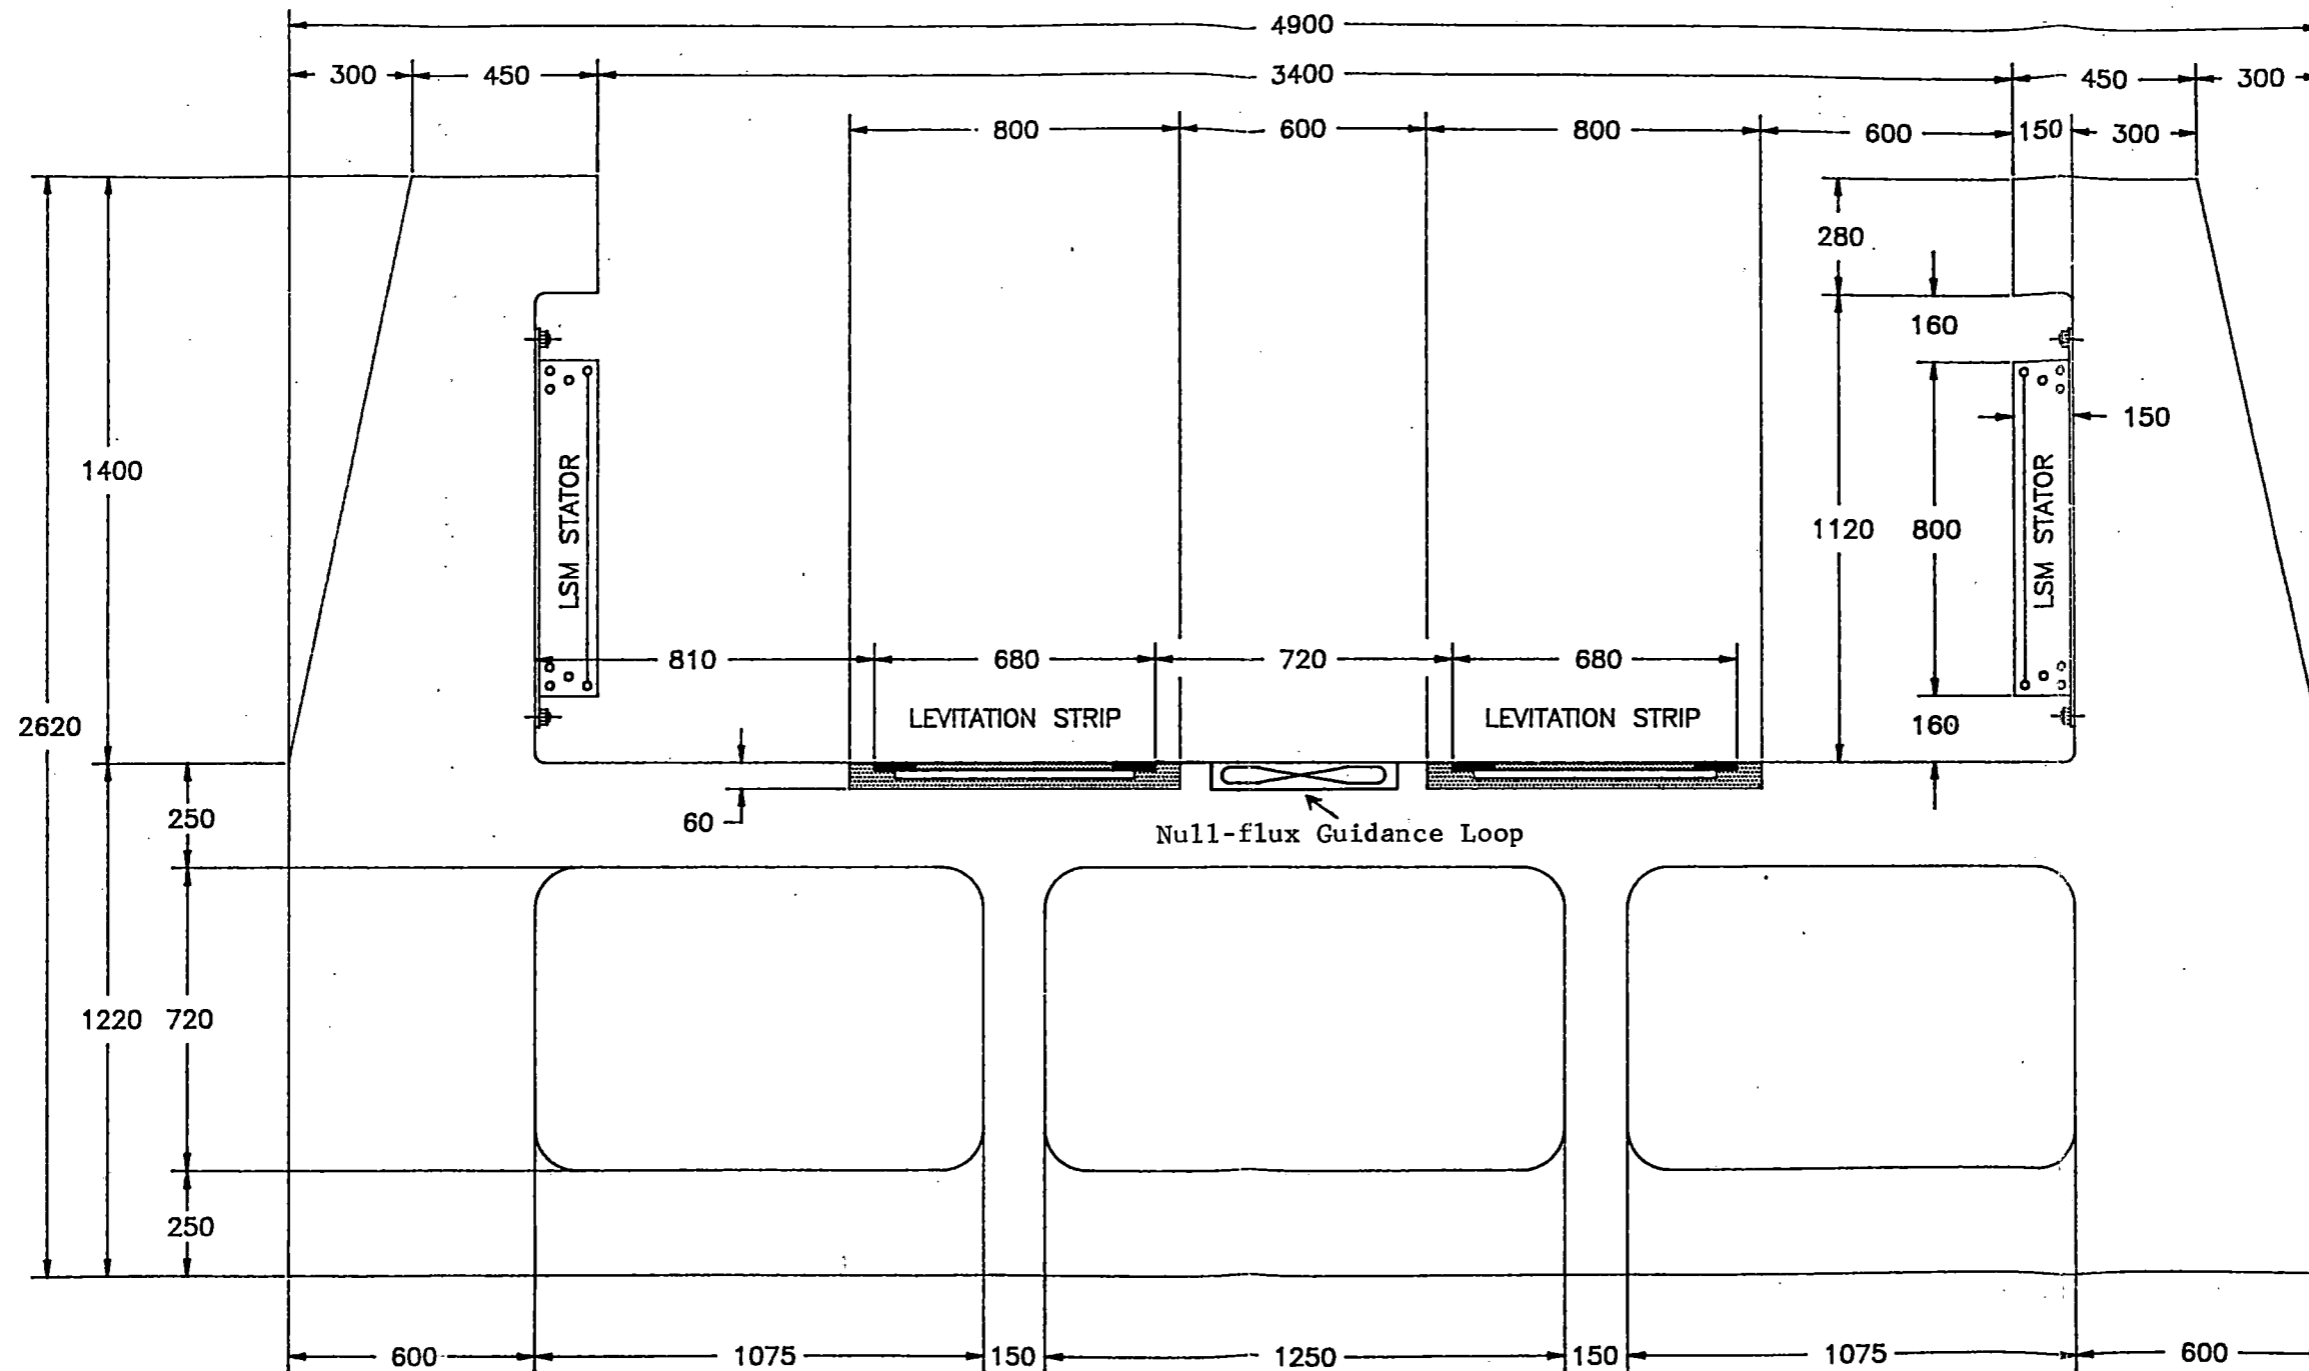 4900
300 450 3400 450 300
800 600 800 600 150 300
280
160
150
1400
LSM STATOR
1120 800
LSM STATOR
810 680 720 680
2620
LEVITATION STRIP LEVITATION STRIP
160
250
60
Null-flux Guidance Loop
1220 720
250
600 1075 150 1250 150 1075 600